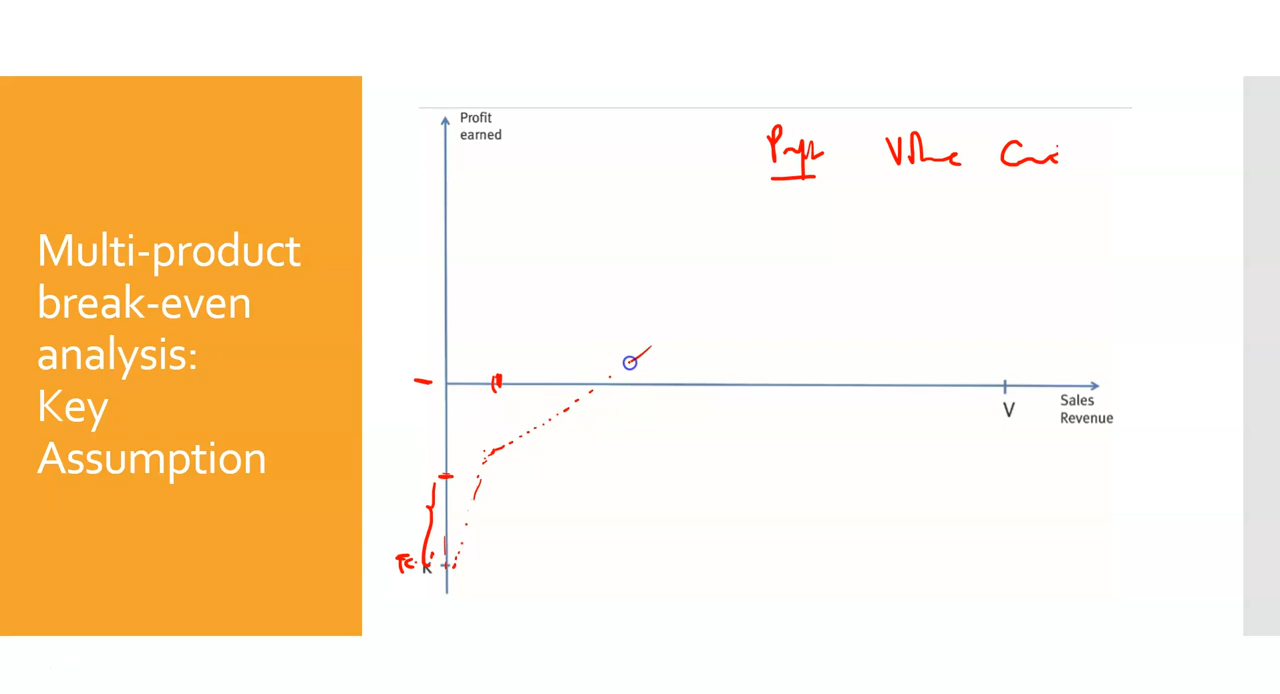 Multi-product
break-even
analysis:
Key
Assumption
Profit
earned
Sales
Revenue
V
K